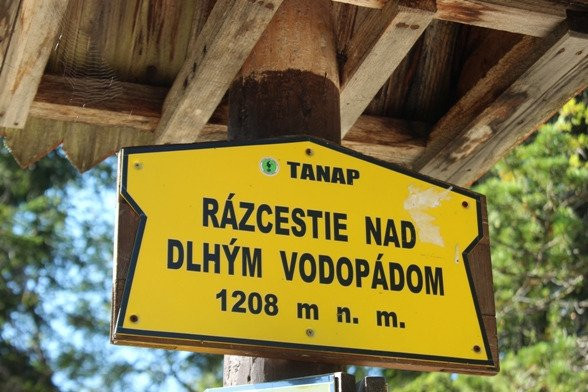 TANAP
RÁZCESTIE NAD
DLHÝM VODOPÁDOM
1208 m n. m.